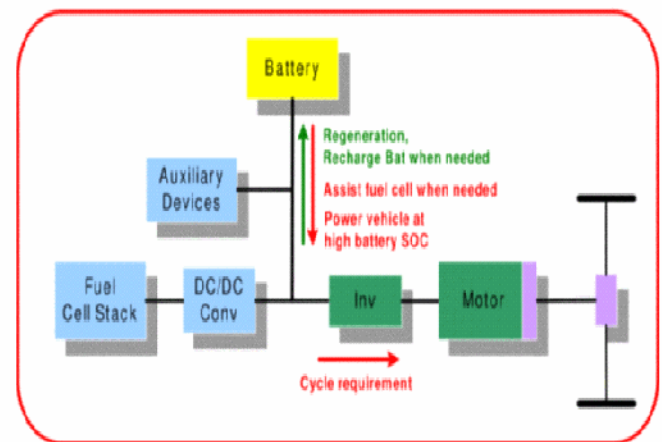 Battery
Regeneration,
Recharge Bat when needed
Auxiliary
Devices
Assist fuel cell when needed
Power vehicle at
high battery SOC
Fuel
Cell Stack
DC/DC
Conv
Inv
Motor
Cycle requirement